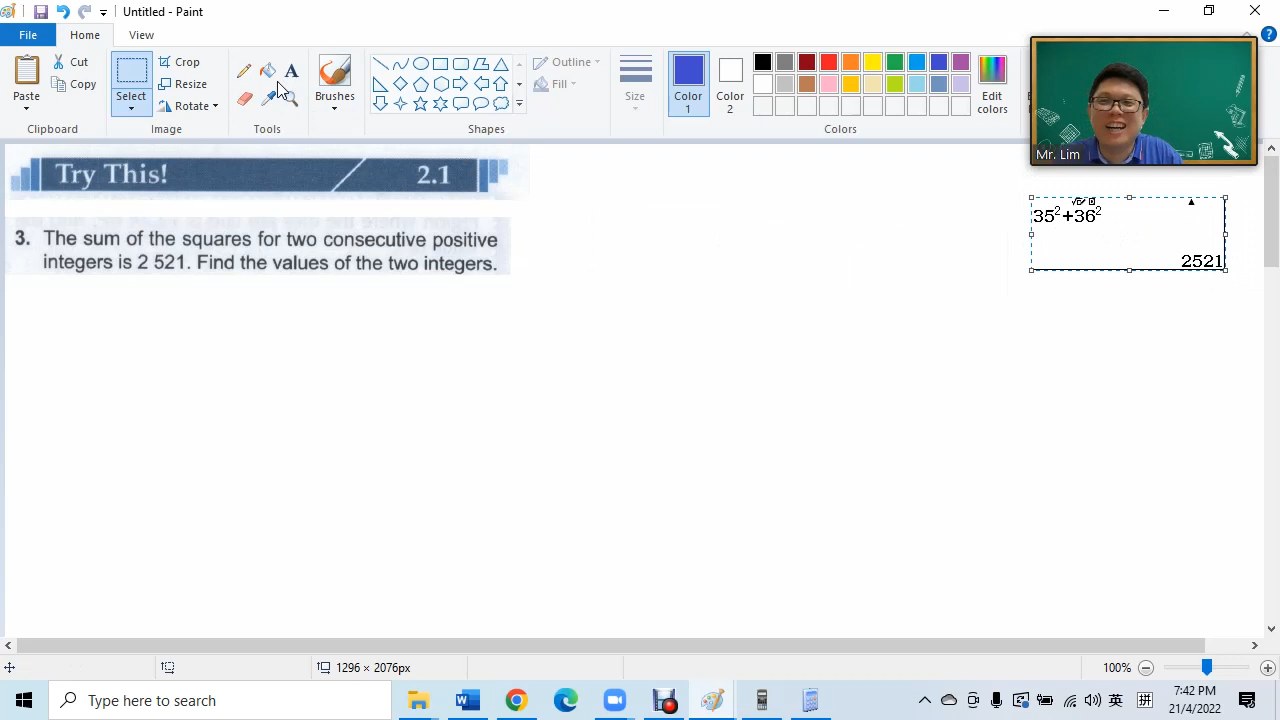 Untitled - Paint
File
Home
View
Paste
Cut
Copy
Clipboard
Select
Crop
Resize
Rotate
Image
Tools
Brushes
Shapes
Outline
Fill
Size
Color
1
Color
2
Edit
colors
Colors
Mr. Lim
Try This! 2.1
3. The sum of the squares for two consecutive positive
integers is 2 521. Find the values of the two integers.
35²+36²
2521
1296 × 2076px
100%
Type here to search
英
拼
7:42 PM
21/4/2022